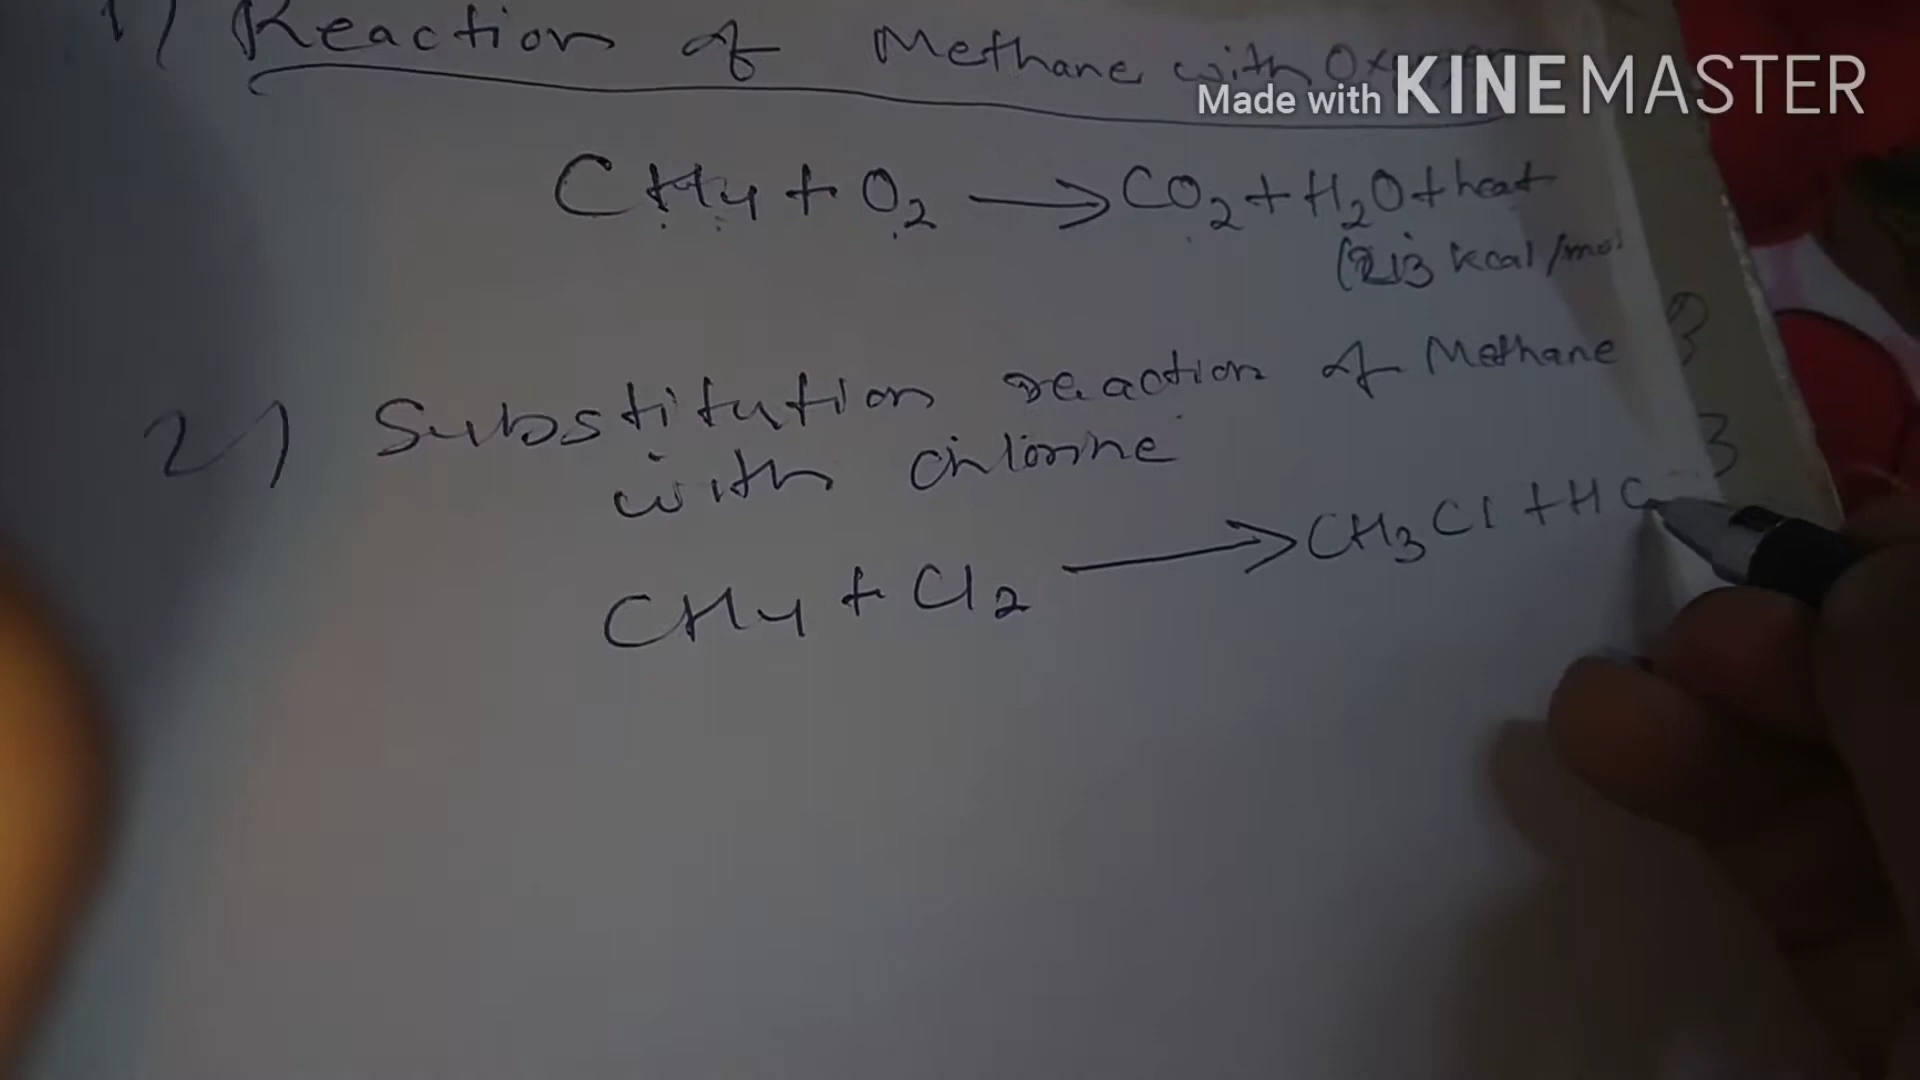 1) Reaction of Methane with
Made with KINEMASTER
CH4 + O2 → CO2 + H2O + heat
(213 kcal/mol
2) Substitution reaction of Methane
with chlorine
CH4 + Cl2 → CH3Cl + HC